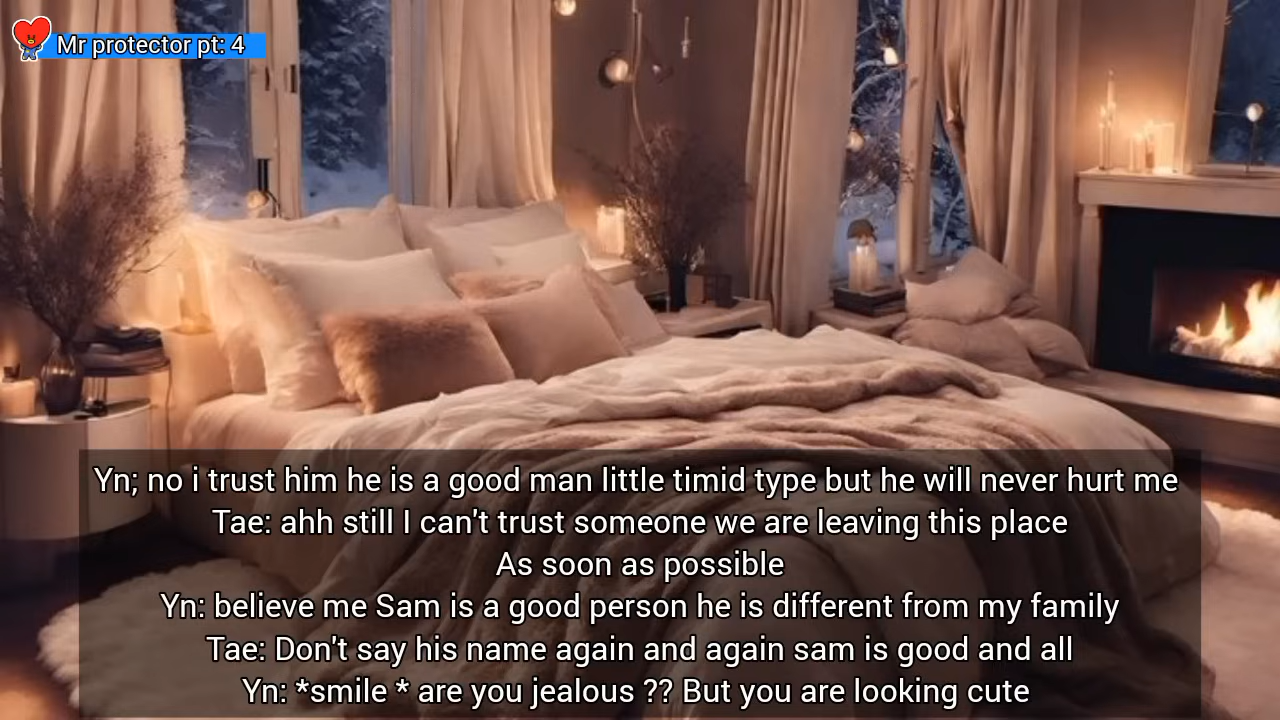 Mr protector pt: 4
Yn; no i trust him he is a good man little timid type but he will never hurt me
Tae: ahh still I can't trust someone we are leaving this place
As soon as possible
Yn: believe me Sam is a good person he is different from my family
Tae: Don't say his name again and again sam is good and all
Yn: *smile * are you jealous ?? But you are looking cute